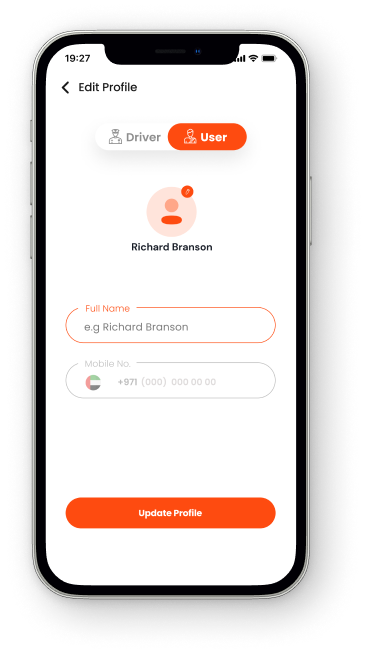 19:27
Edit Profile
Driver
User
Richard Branson
Full Name
e.g Richard Branson
Mobile No.
+971 (000) 000 00 00
Update Profile